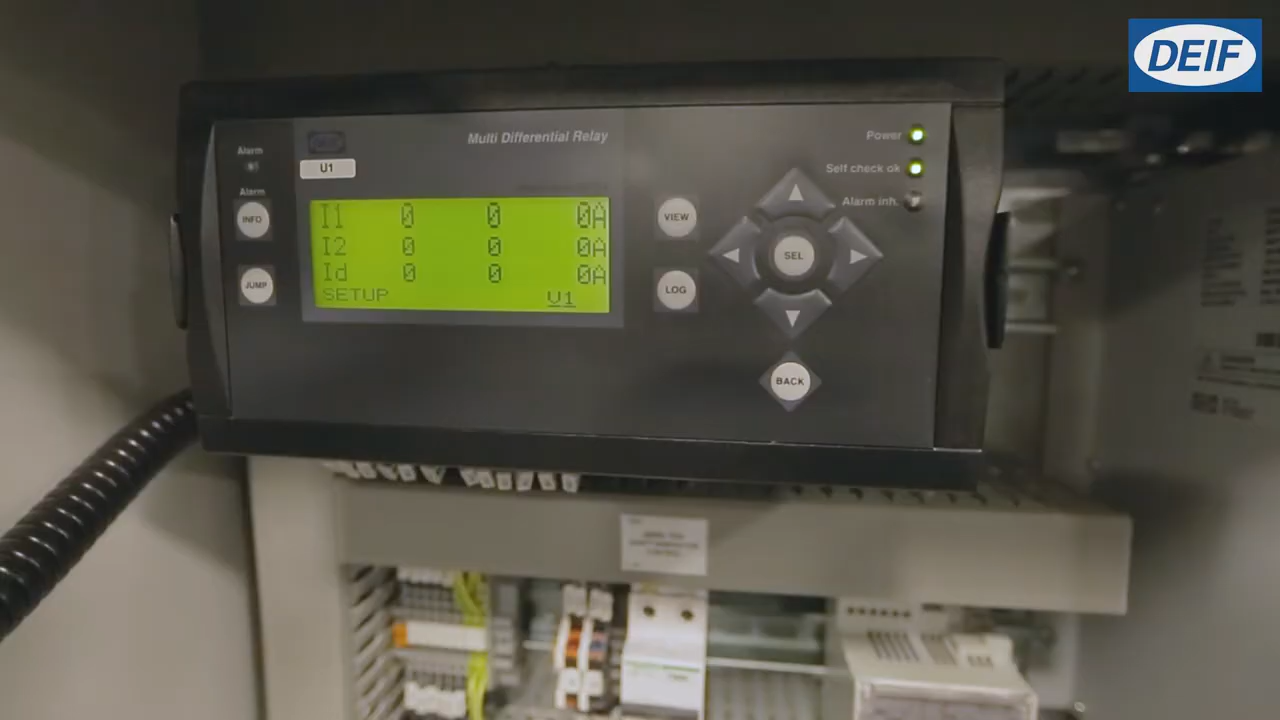 DEIF
Multi Differential Relay
Alarm
U1
Alarm
INFO
JUMP
I1 0 0 0A
I2 0 0 0A
Id 0 0 0A
SETUP U1
VIEW
LOG
SEL
BACK
Power
Self check ok
Alarm inh.